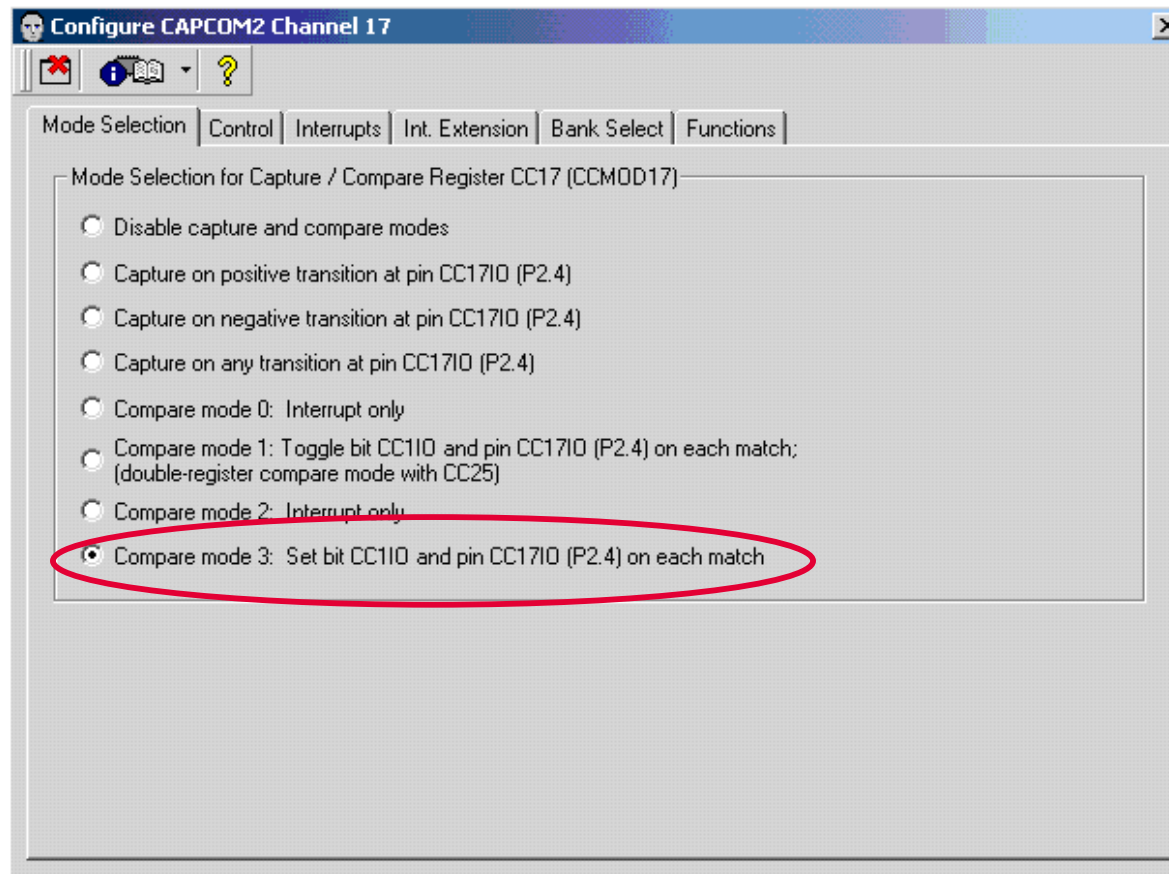 Configure CAPCOM2 Channel 17
Mode Selection
Control
Interrupts
Int. Extension
Bank Select
Functions
Mode Selection for Capture / Compare Register CC17 (CCMOD17)
Disable capture and compare modes
Capture on positive transition at pin CC17IO (P2.4)
Capture on negative transition at pin CC17IO (P2.4)
Capture on any transition at pin CC17IO (P2.4)
Compare mode 0:  Interrupt only
Compare mode 1: Toggle bit CC1IO and pin CC17IO (P2.4) on each match;
(double-register compare mode with CC25)
Compare mode 2:  Interrupt only
Compare mode 3:  Set bit CC1IO and pin CC17IO (P2.4) on each match